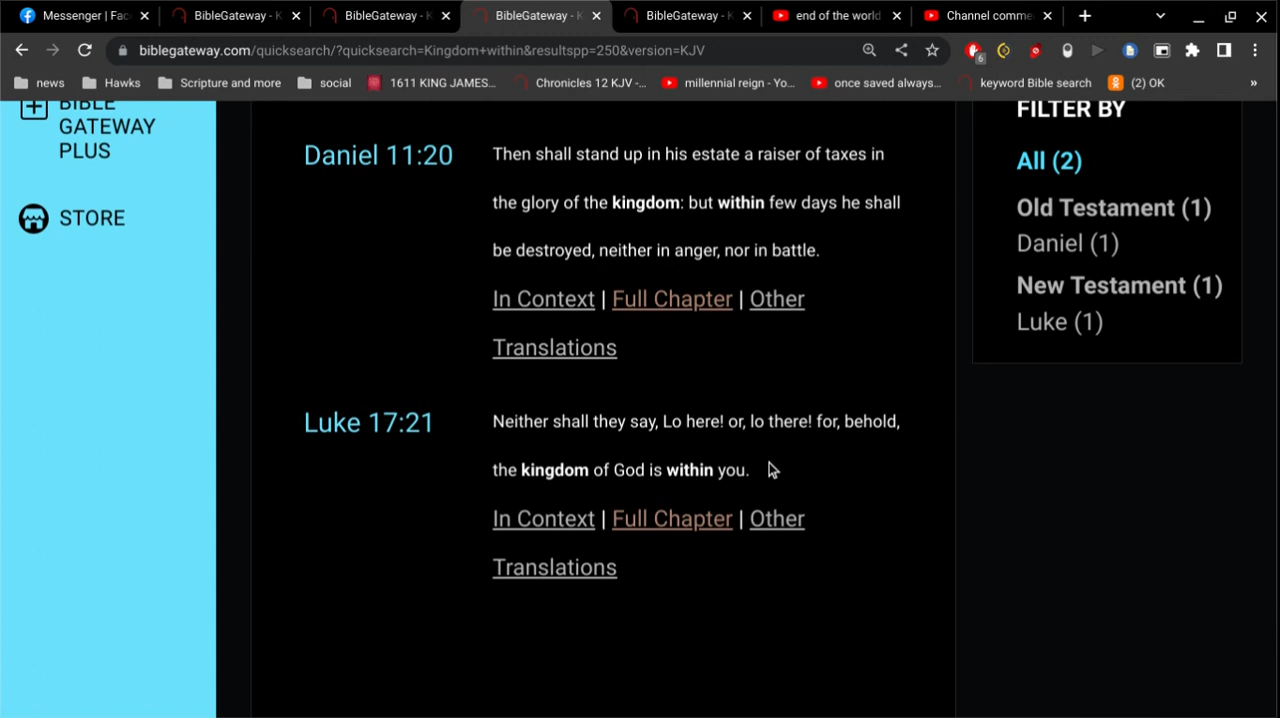 Messenger | Fac
BibleGateway - K
BibleGateway - K
BibleGateway - K
BibleGateway - K
end of the world
Channel comme
biblegateway.com/quicksearch/?quicksearch=Kingdom+within&resultspp=250&version=KJV
6
news
Hawks
Scripture and more
social
1611 KING JAMES...
Chronicles 12 KJV -...
millennial reign - Yo...
once saved always...
keyword Bible search
(2) OK
»
BIBLE
GATEWAY
PLUS
STORE
Daniel 11:20
Then shall stand up in his estate a raiser of taxes in
the glory of the kingdom: but within few days he shall
be destroyed, neither in anger, nor in battle.
In Context | Full Chapter | Other
Translations
Luke 17:21
Neither shall they say, Lo here! or, lo there! for, behold,
the kingdom of God is within you.
In Context | Full Chapter | Other
Translations
FILTER BY
All (2)
Old Testament (1)
Daniel (1)
New Testament (1)
Luke (1)